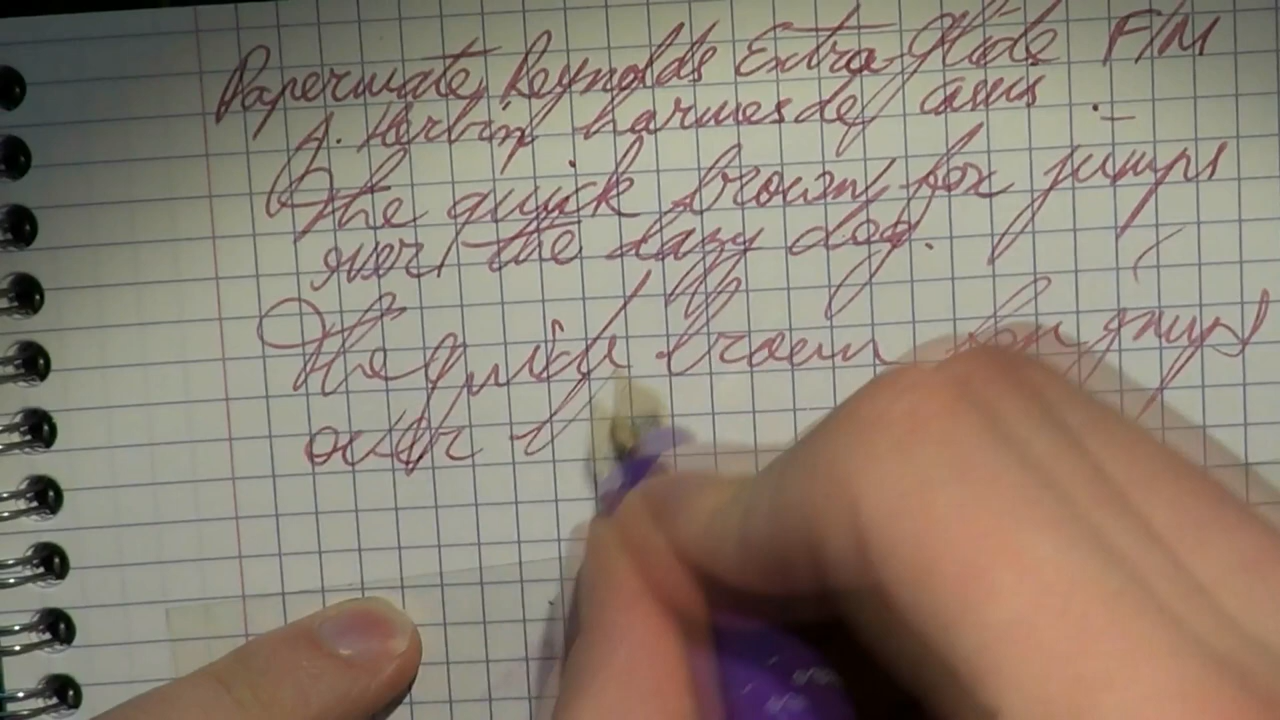 Papermate, Reynolds Extra Glide F/M
A. Herbin, Larmes de cassis.
The quick brown fox jumps
over the lazy dog.
The quick brown fox jumps
over t